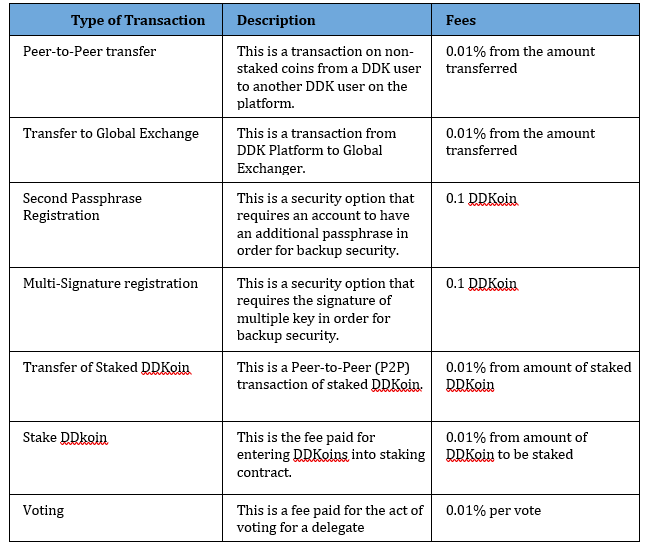 Type of Transaction Description Fees
Peer-to-Peer transfer
This is a transaction on non-
staked coins from a DDK user
to another DDK user on the
platform.
0.01% from the amount
transferred
Transfer to Global Exchange
This is a transaction from
DDK Platform to Global
Exchanger.
0.01% from the amount
transferred
Second Passphrase
Registration
This is a security option that
requires an account to have
an additional passphrase in
order for backup security.
0.1 DDKoin
Multi-Signature registration
This is a security option that
requires the signature of
multiple key in order for
backup security.
0.1 DDKoin
Transfer of Staked DDKoin
This is a Peer-to-Peer (P2P)
transaction of staked DDKoin.
0.01% from amount of staked
DDKoin
Stake DDkoin
This is the fee paid for
entering DDKoins into staking
contract.
0.01% from amount of
DDKoin to be staked
Voting
This is a fee paid for the act of
voting for a delegate
0.01% per vote